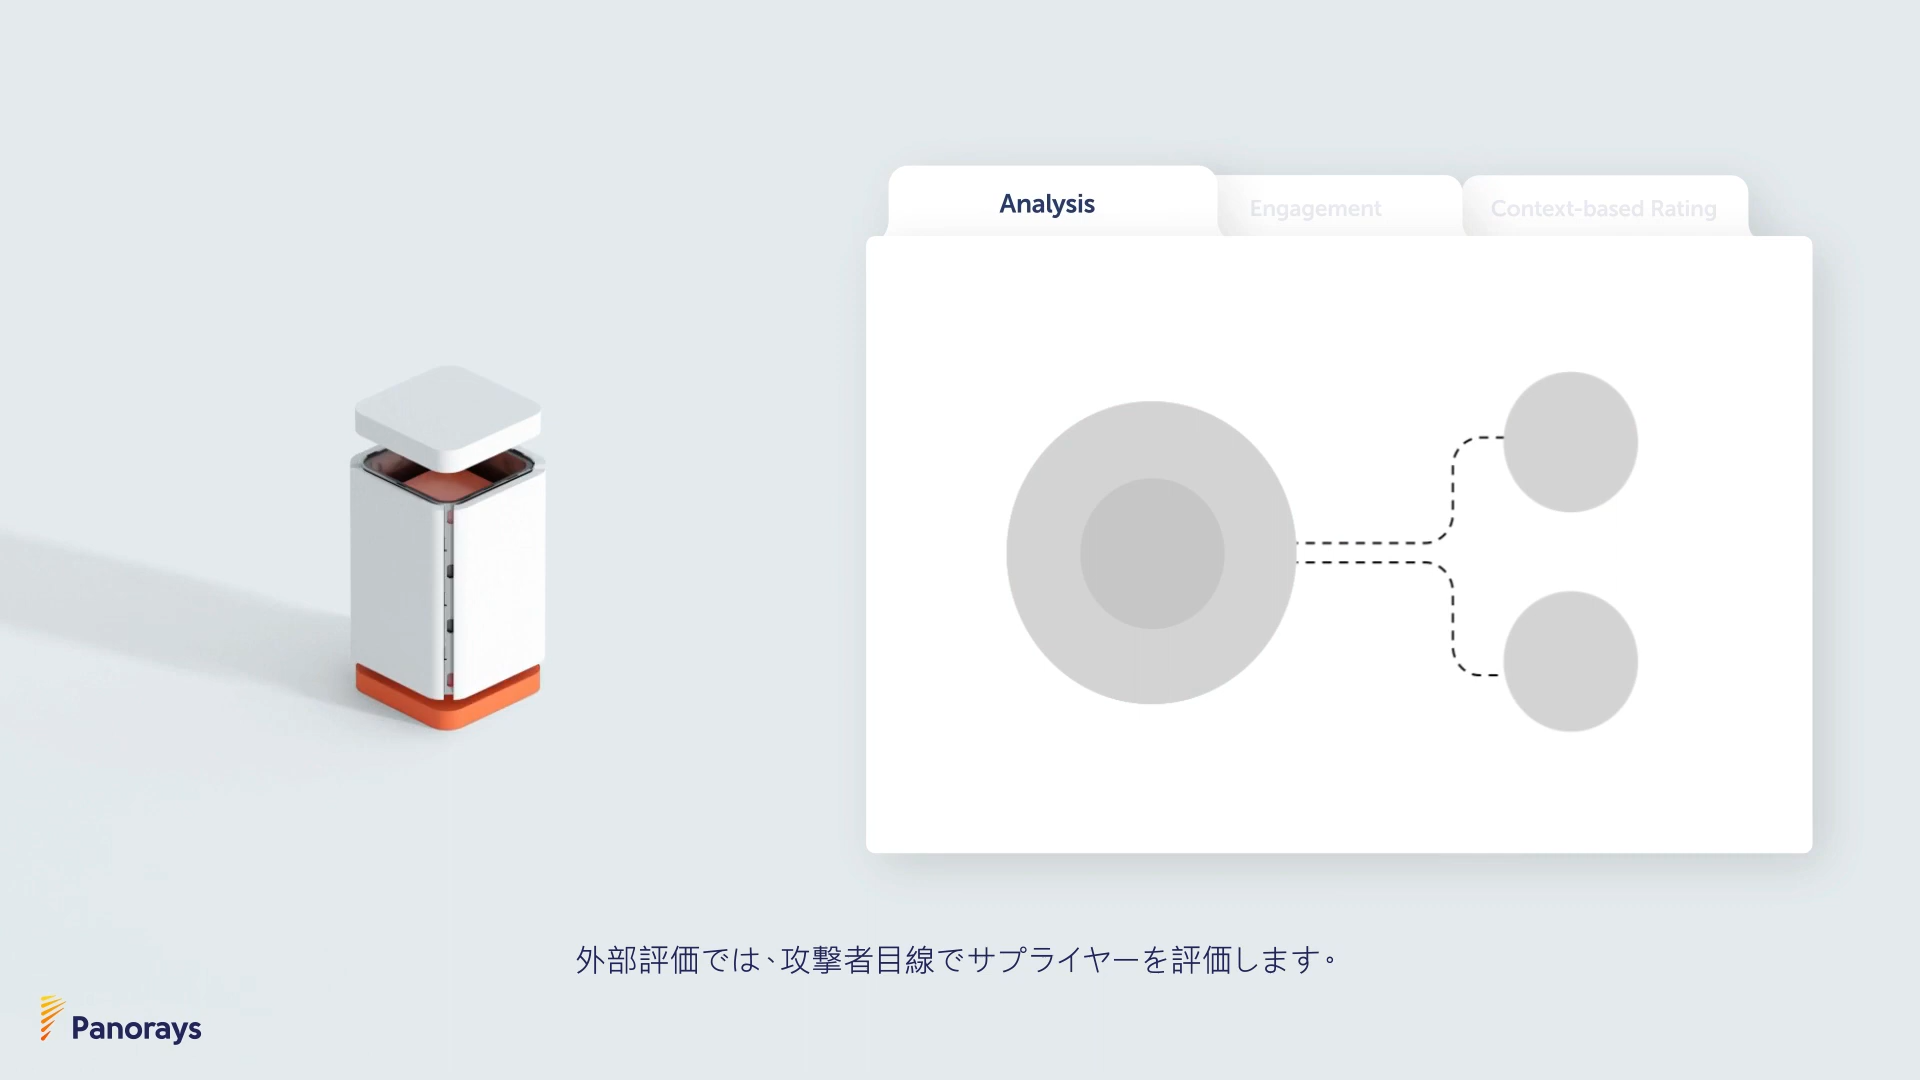 Analysis
Engagement
Context-based Rating
外部評価では、攻撃者目線でサプライヤーを評価します。
Panorays